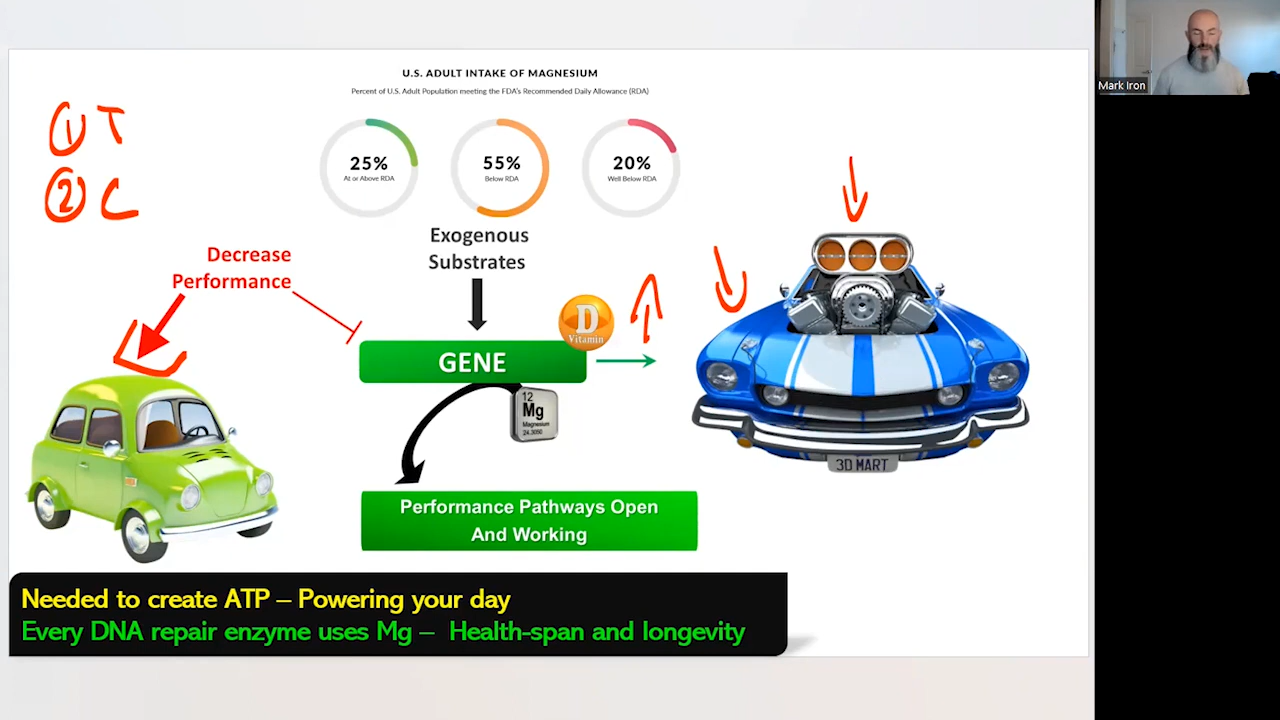 U.S. ADULT INTAKE OF MAGNESIUM
Percent of U.S. Adult Population meeting the FDA's Recommended Daily Allowance (RDA)
① T
② C
25%
At or Above RDA
55%
Below RDA
20%
Well Below RDA
Exogenous
Substrates
Decrease
Performance
D
Vitamin
GENE
12
Mg
Magnesium
24.3050
Performance Pathways Open
And Working
3D MART
Needed to create ATP – Powering your day
Every DNA repair enzyme uses Mg – Health-span and longevity
Mark Iron